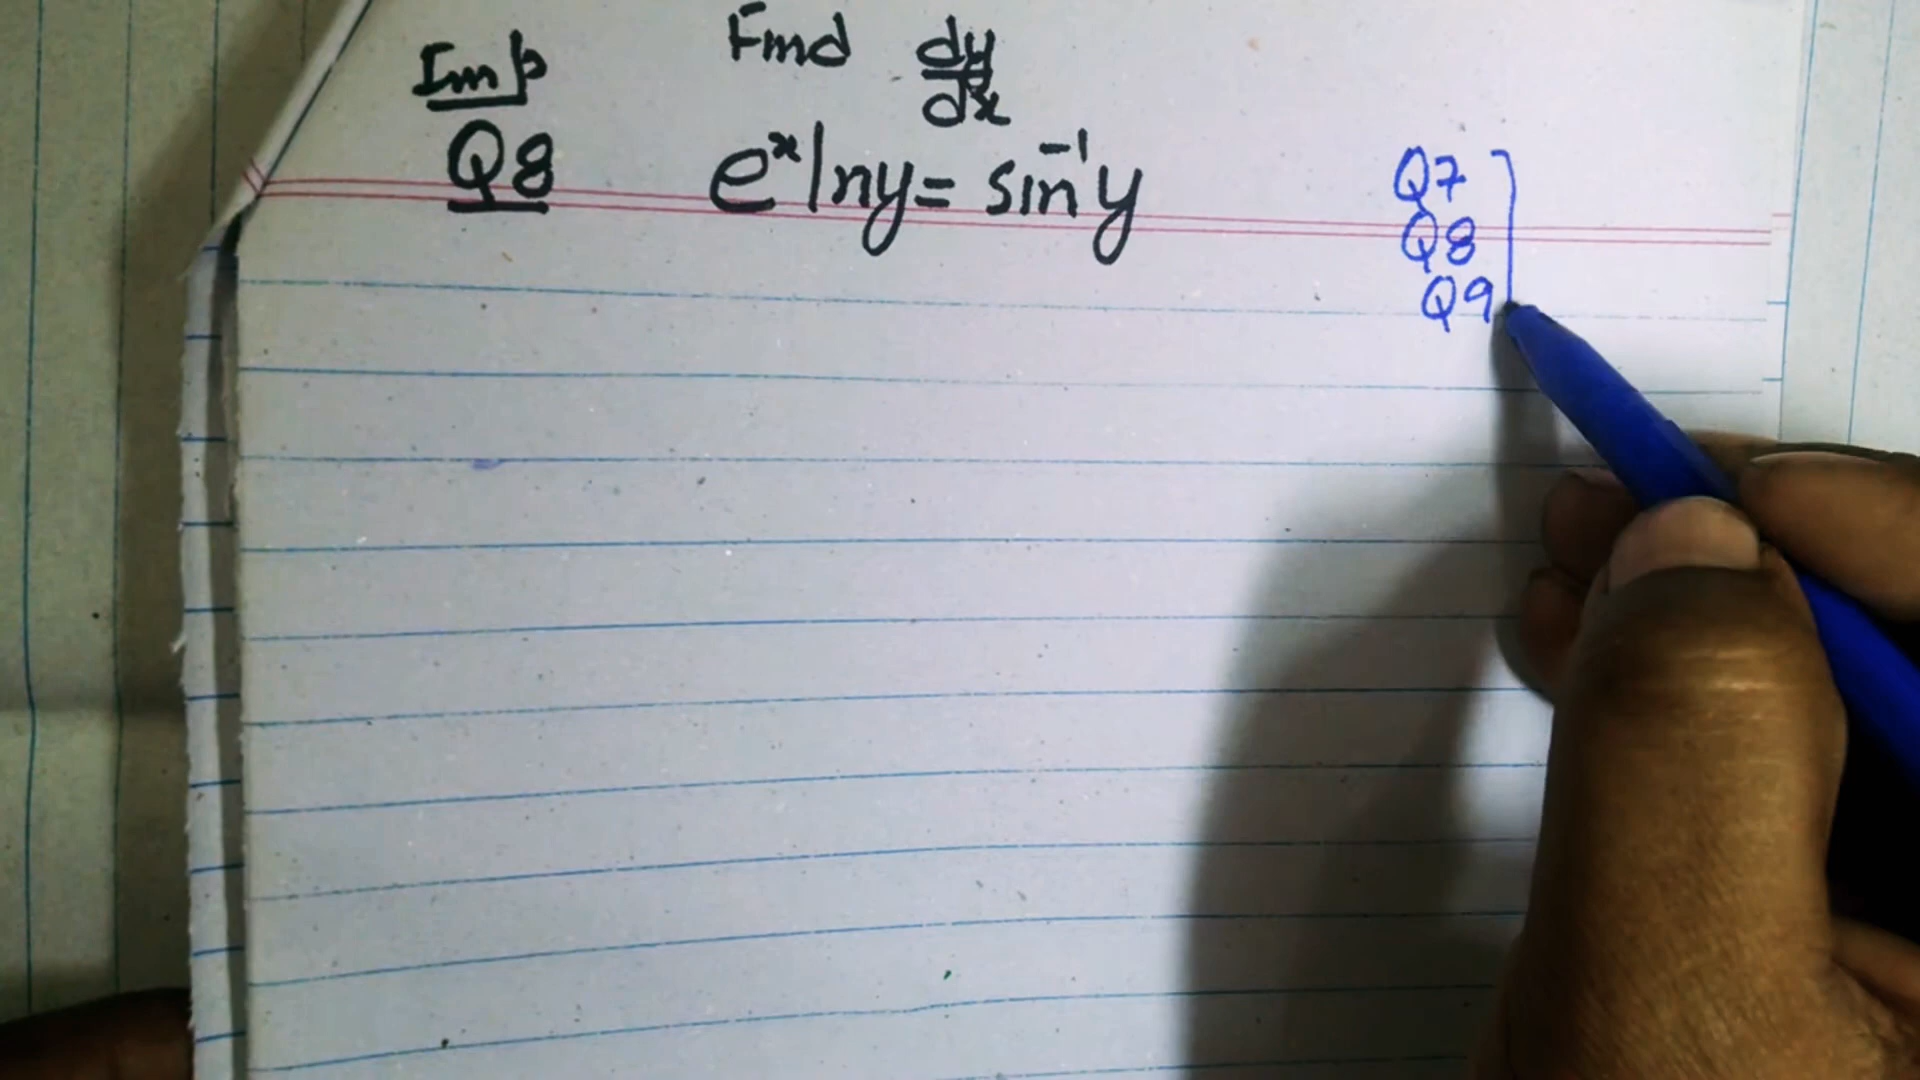 Imp
Find dy/dx
Q8 eˣ lny = sin⁻¹y
Q7
Q8
Q9